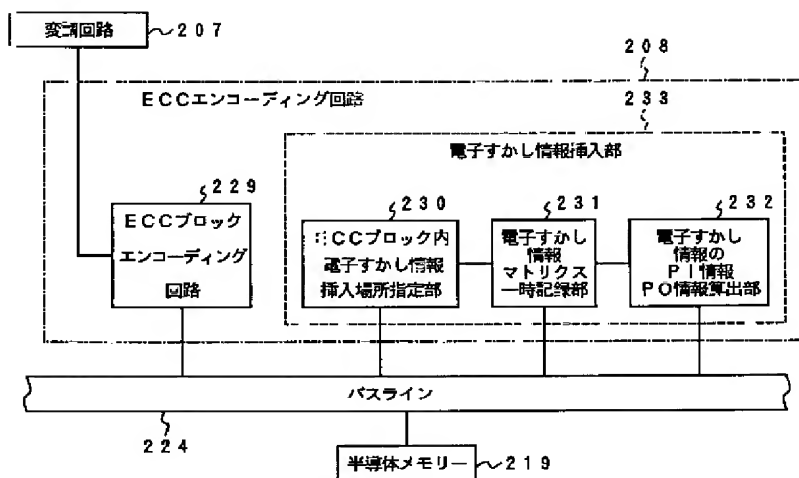 変調回路
207
208
ECCエンコーディング回路
233
電子すかし情報挿入部
229
ECCブロック
エンコーディング
回路
230
ECCブロック内
電子すかし情報
挿入場所指定部
231
電子すかし
情報
マトリクス
一時記録部
232
電子すかし
情報の
PI情報
PO情報算出部
バスライン
224
半導体メモリー
219